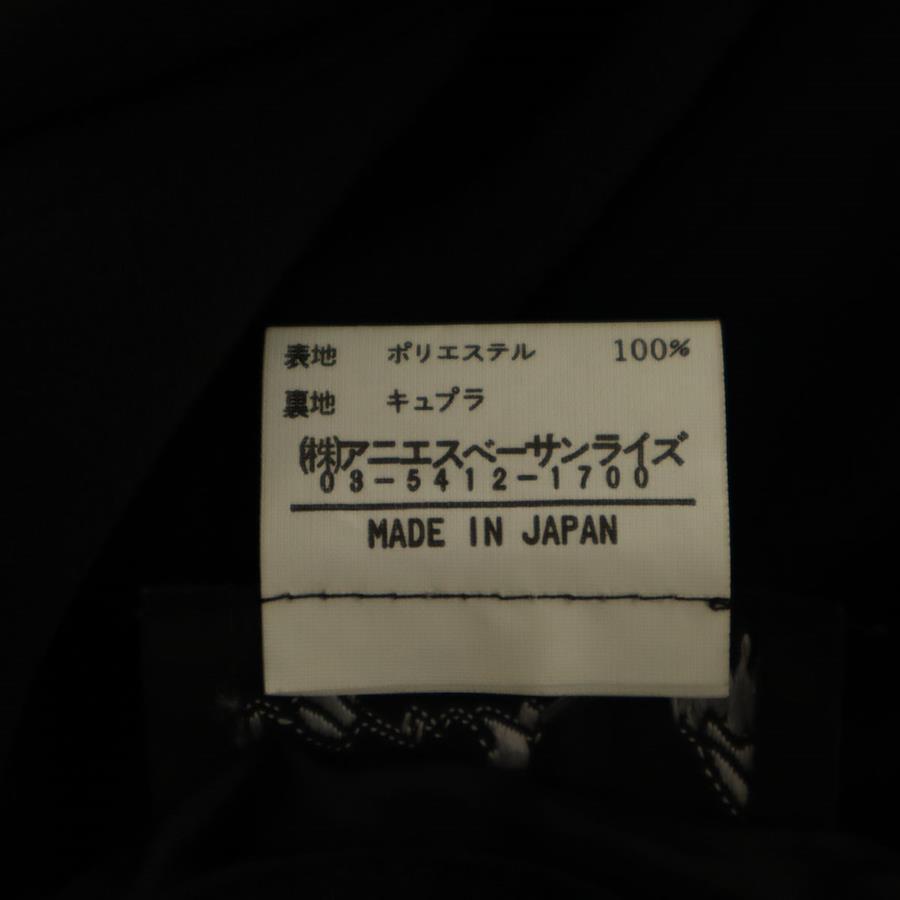 表地 ポリエステル 100%
裏地 キュプラ
(株)アニエスベーサンライズ
03-5412-1700
MADE IN JAPAN